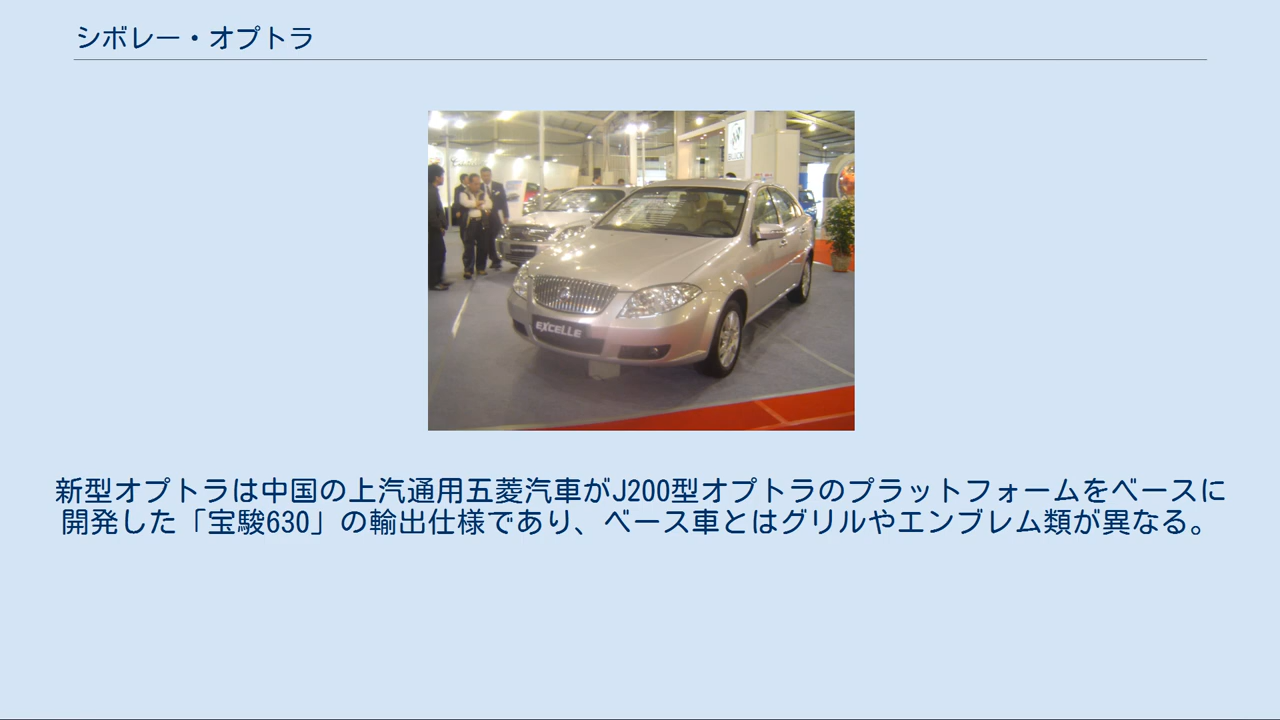 シボレー・オプトラ
BUICK
EXCELLE
新型オプトラは中国の上汽通用五菱汽車がJ200型オプトラのプラットフォームをベースに
開発した「宝駿630」の輸出仕様であり、ベース車とはグリルやエンブレム類が異なる。